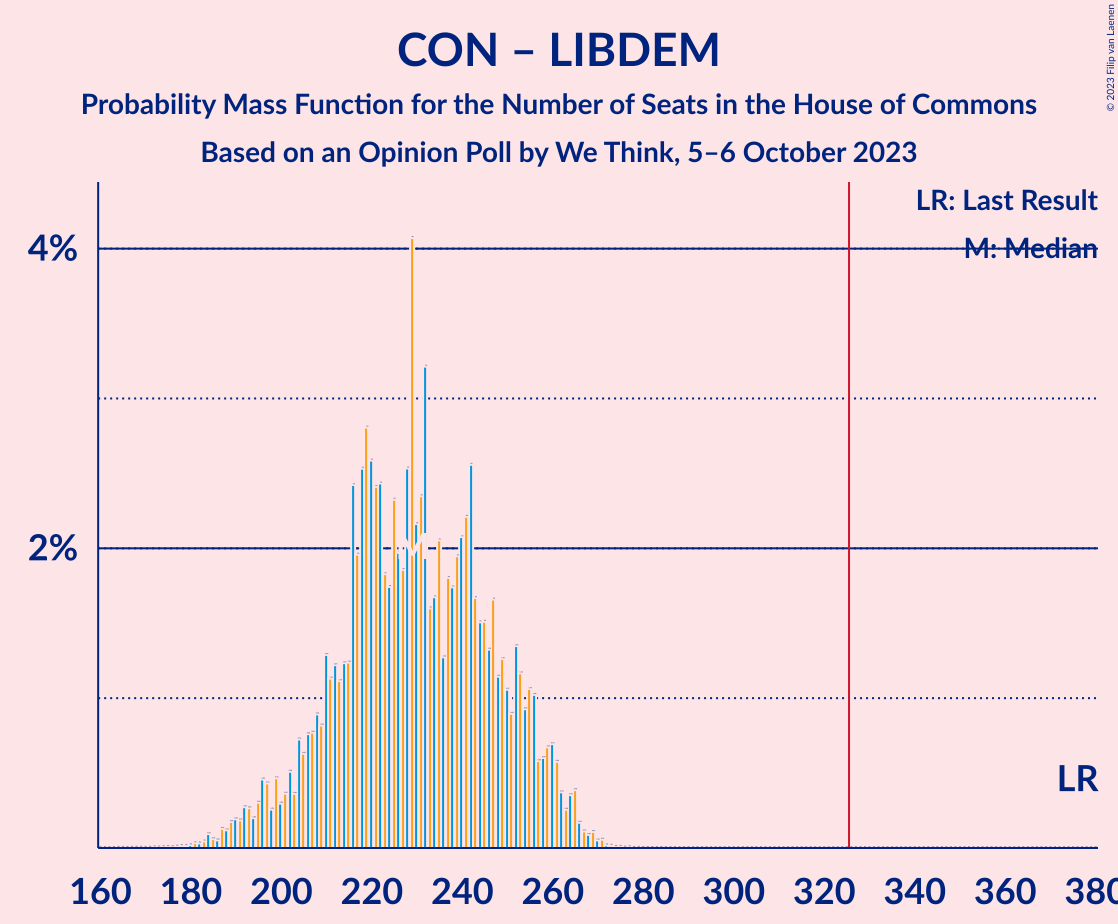 CON – LIBDEM
Probability Mass Function for the Number of Seats in the House of Commons
Based on an Opinion Poll by We Think, 5–6 October 2023
© 2023 Filip van Laenen
LR: Last Result
M: Median
4%
2%
LR
160 180 200 220 240 260 280 300 320 340 360 380